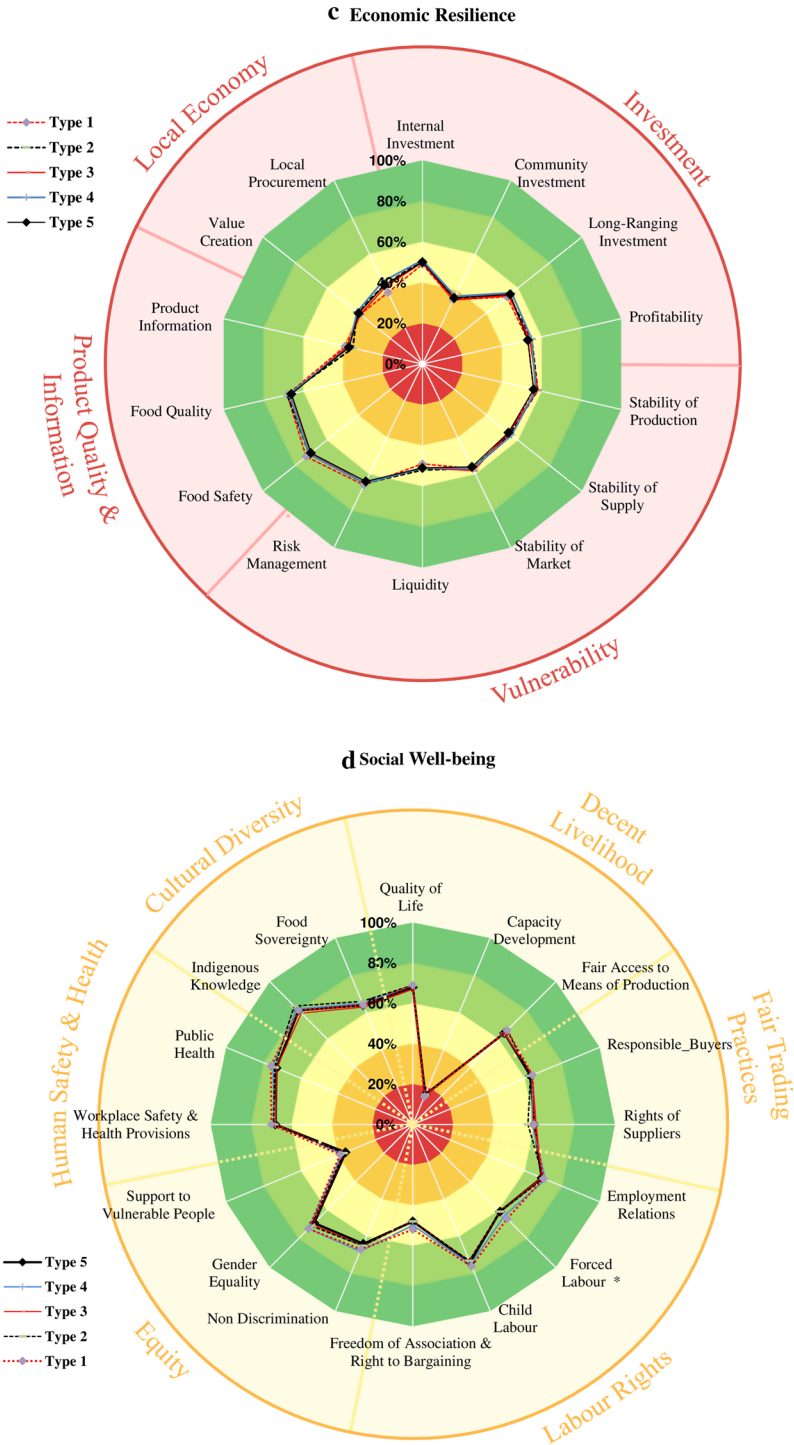 c Economic Resilience
Local Economy
Investment
Type 1
Type 2
Type 3
Type 4
Type 5
Internal
Investment
Community
Investment
Long-Ranging
Investment
Profitability
Stability of
Production
Stability of
Supply
Stability of
Market
Liquidity
Risk
Management
Food Safety
Food Quality
Product
Information
Value
Creation
Local
Procurement
100%
80%
60%
40%
20%
0%
Product Quality &
Information
Vulnerability
d Social Well-being
Cultural Diversity
Decent
Livelihood
Fair Trading
Practices
Labour Rights
Equity
Human Safety & Health
Quality of
Life
Capacity
Development
Fair Access to
Means of Production
Responsible_Buyers
Rights of
Suppliers
Employment
Relations
Forced
Labour *
Child
Labour
Freedom of Association &
Right to Bargaining
Non Discrimination
Gender
Equality
Support to
Vulnerable People
Workplace Safety &
Health Provisions
Public
Health
Indigenous
Knowledge
Food
Sovereignty
100%
80%
60%
40%
20%
0%
Type 5
Type 4
Type 3
Type 2
Type 1